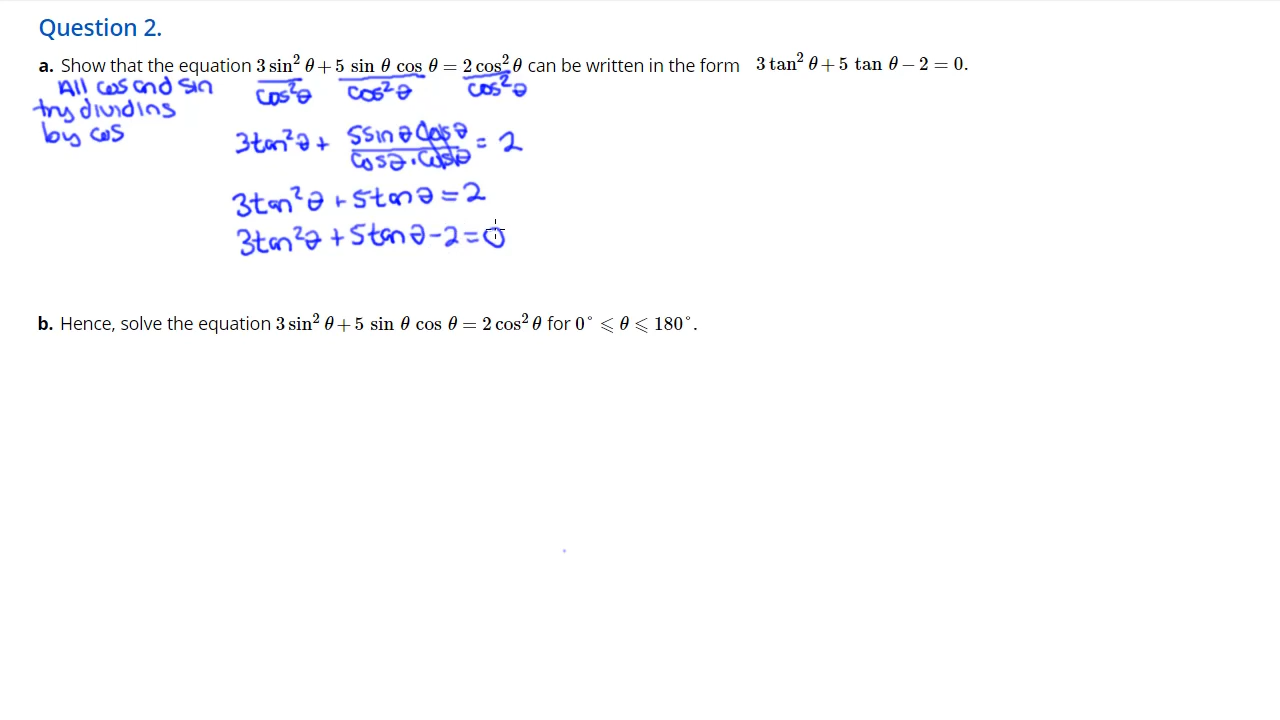 Question 2.
a. Show that the equation 3 sin² θ + 5 sin θ cos θ = 2 cos² θ can be written in the form 3 tan² θ + 5 tan θ − 2 = 0.
All cos and sin cos²θ cos²θ cos²θ
try dividing
by cos
3tan²θ + 5sinθ cosθ / cosθ . cosθ = 2
3tan²θ + 5tanθ = 2
3tan²θ + 5tanθ - 2 = 0
b. Hence, solve the equation 3 sin² θ + 5 sin θ cos θ = 2 cos² θ for 0° ⩽ θ ⩽ 180°.